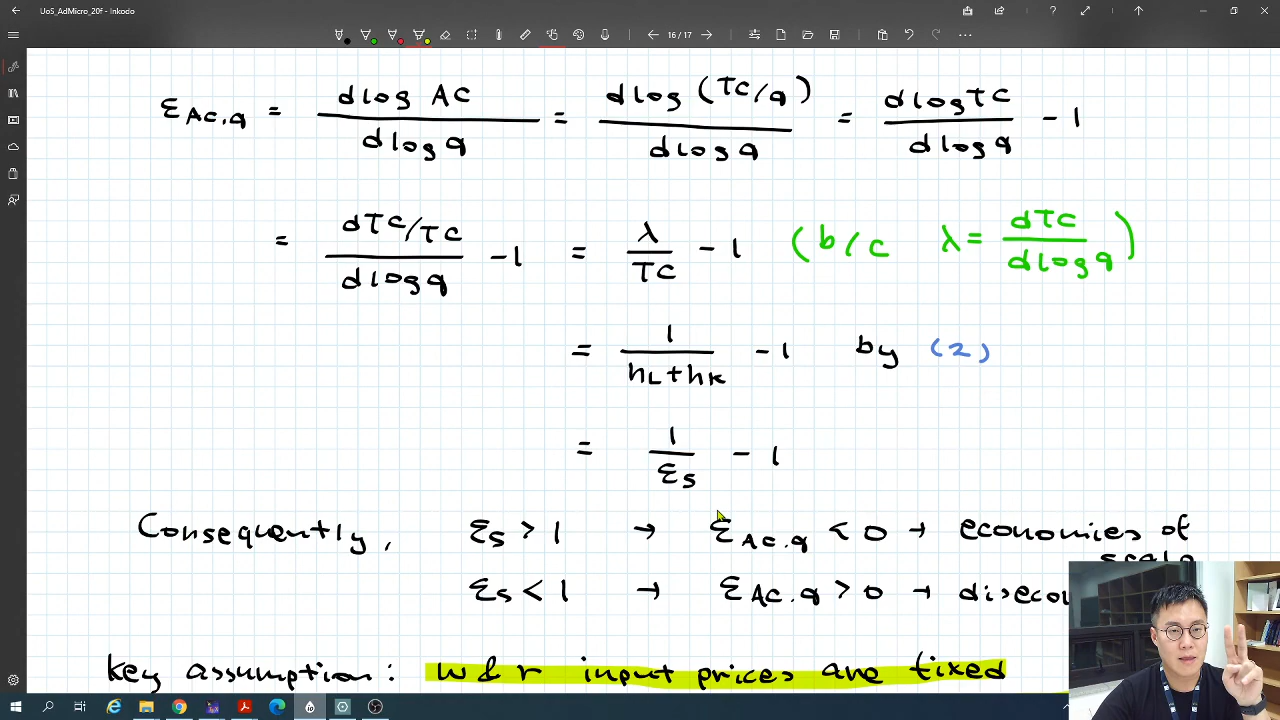 UoS_AdMicro_20F - Inkodo
16/17
ε_{AC,q} = dlog AC / dlog q = dlog (TC/q) / dlog q = dlog TC / dlog q - 1
= dTC/TC / dlog q - 1 = λ / TC - 1 (b/c λ = dTC / dlog q)
= 1 / (h_L + h_K) - 1 by (2)
= 1 / ε_S - 1
Consequently, ε_S > 1 → ε_{AC,q} < 0 → economies of
scale
ε_S < 1 → ε_{AC,q} > 0 →
Key assumption: w & r input prices are fixed